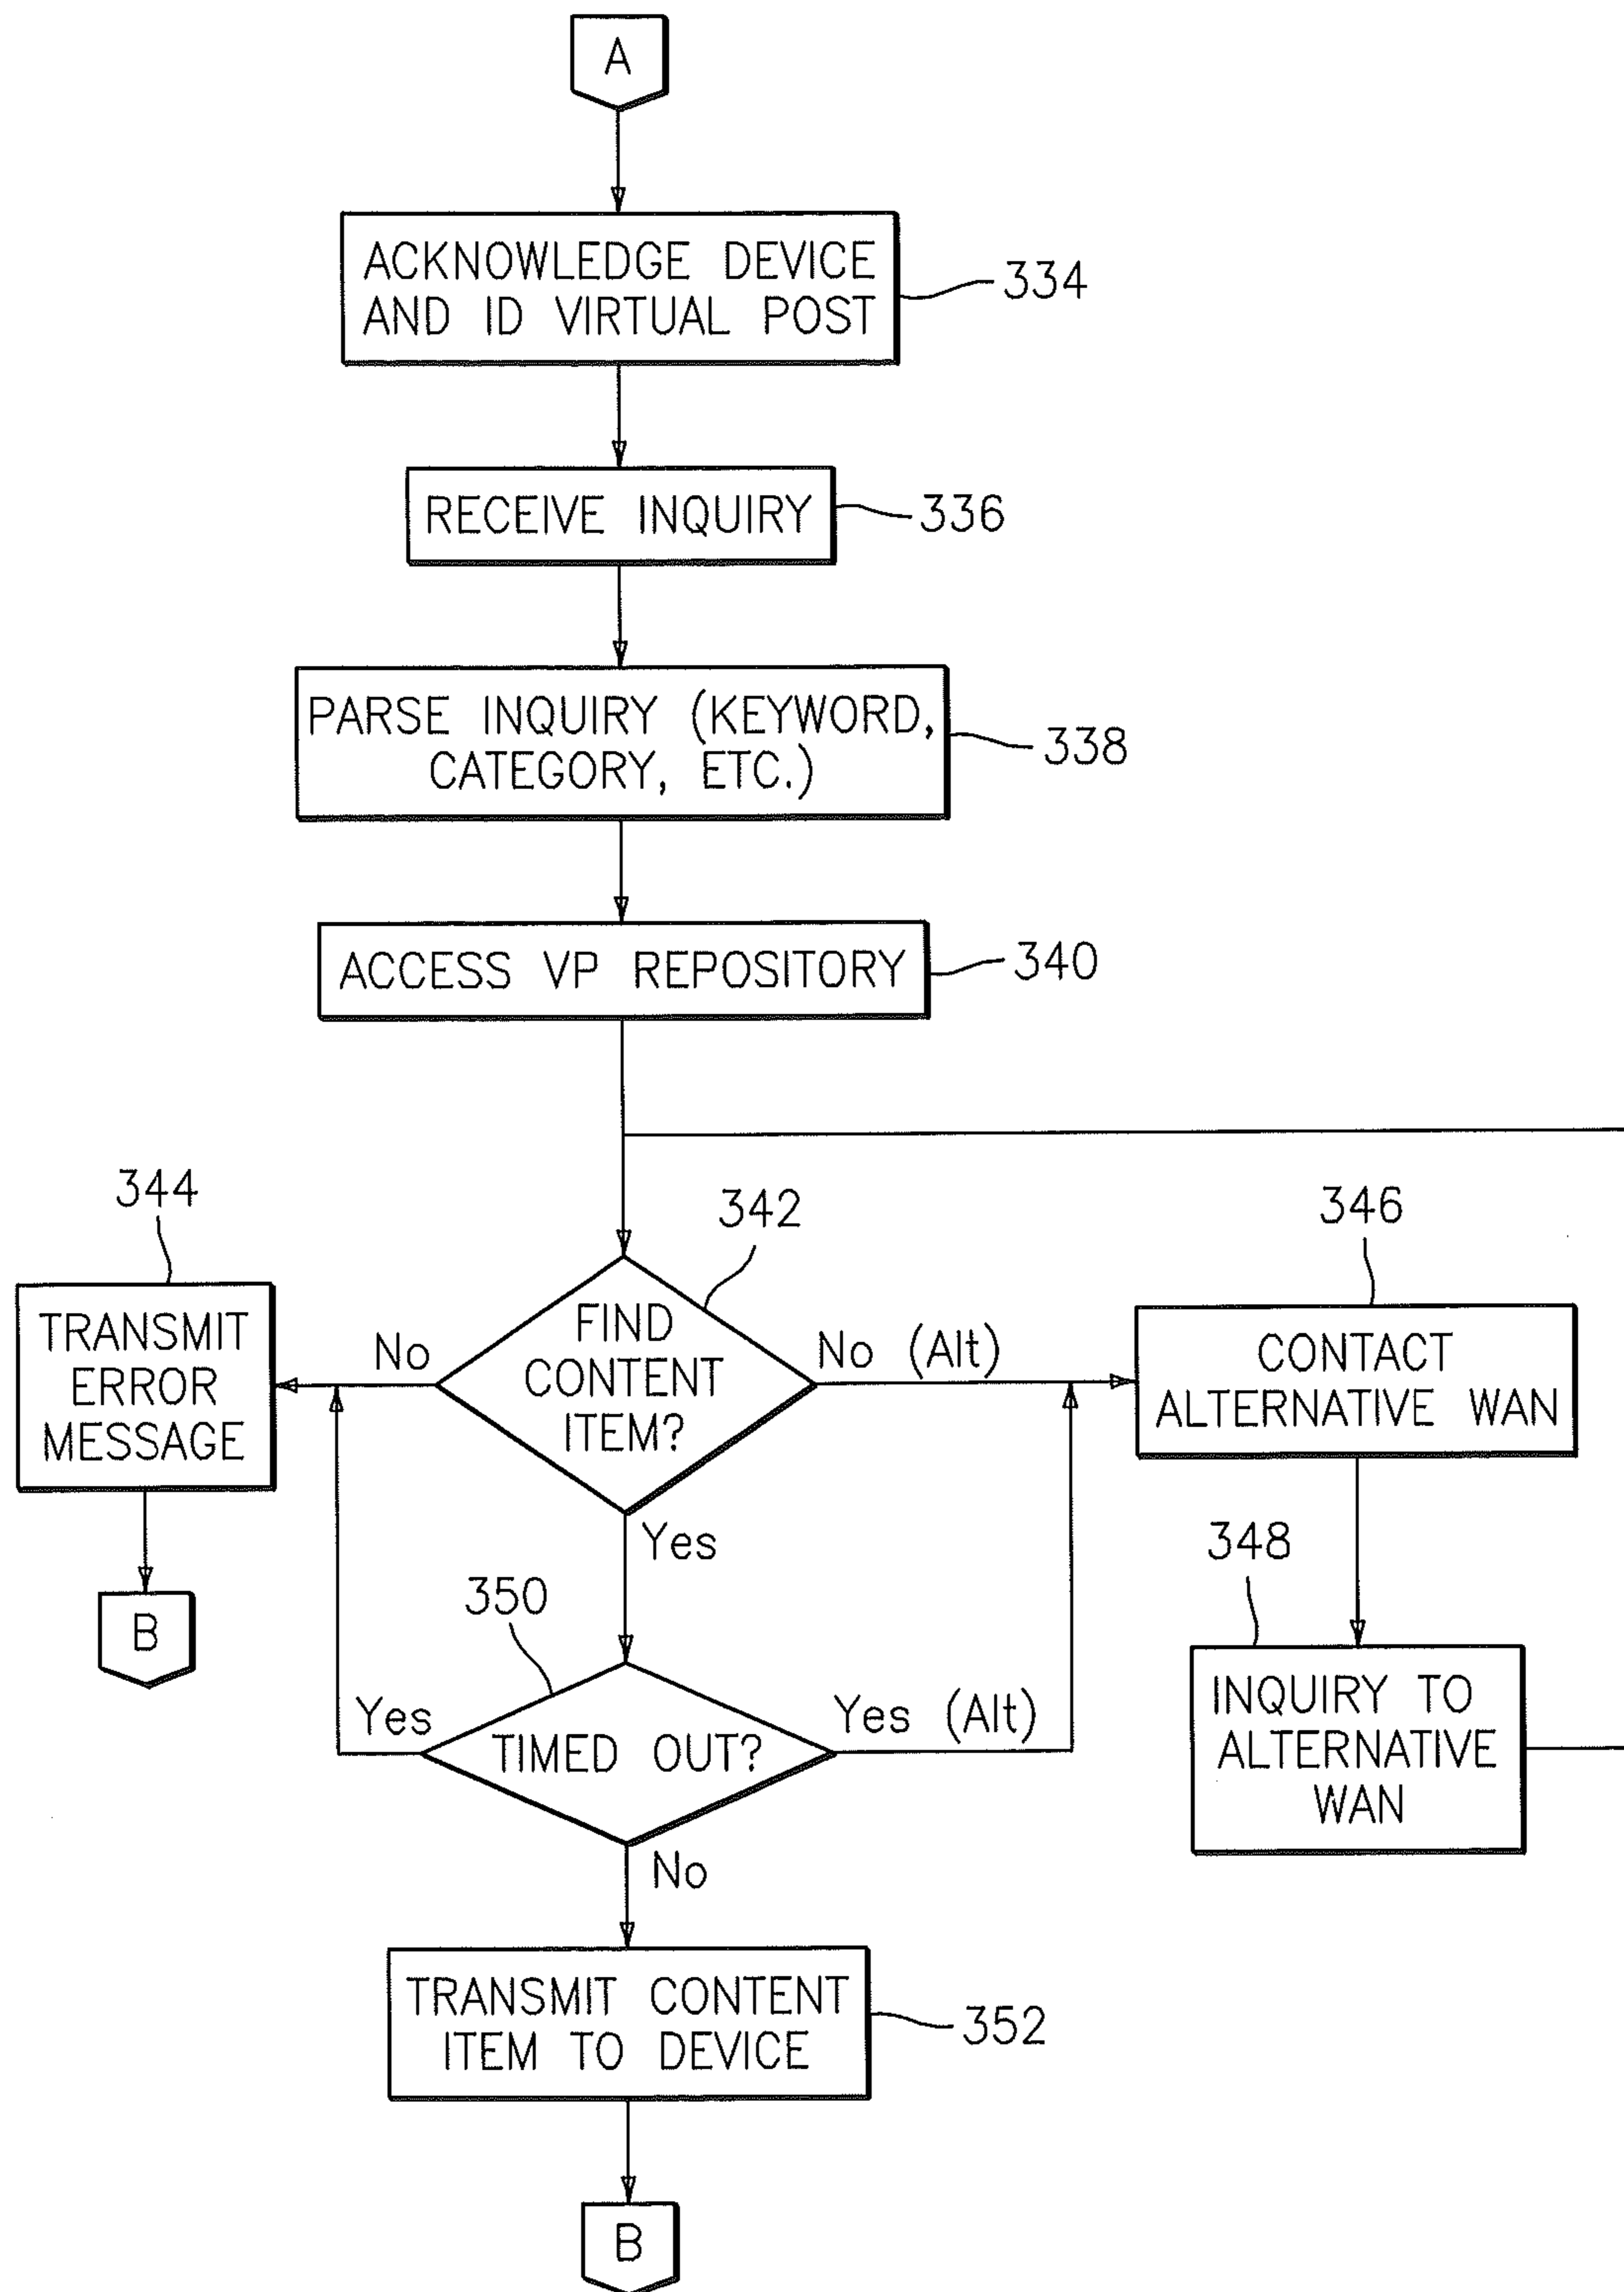 A
ACKNOWLEDGE DEVICE
AND ID VIRTUAL POST
334
RECEIVE INQUIRY
336
PARSE INQUIRY (KEYWORD,
CATEGORY, ETC.)
338
ACCESS VP REPOSITORY
340
344
342
346
TRANSMIT
ERROR
MESSAGE
No
FIND
CONTENT
ITEM?
No (Alt)
CONTACT
ALTERNATIVE WAN
Yes
348
B
350
Yes
TIMED OUT?
Yes (Alt)
INQUIRY TO
ALTERNATIVE
WAN
No
TRANSMIT CONTENT
ITEM TO DEVICE
352
B